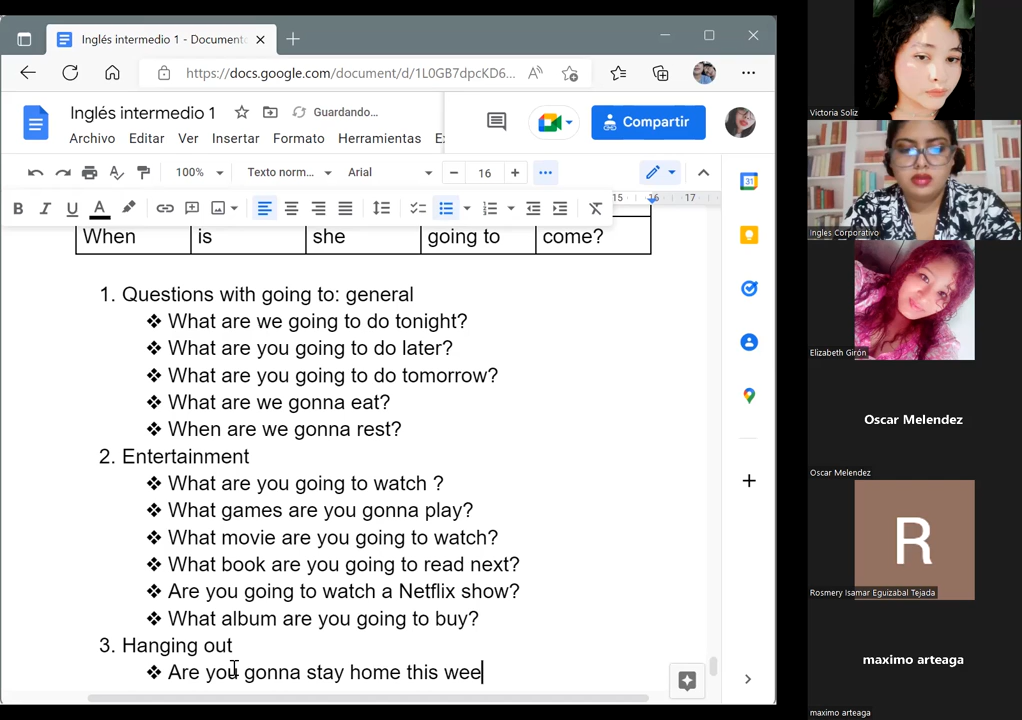 Inglés intermedio 1 - Documento
https://docs.google.com/document/d/1L0GB7dpcKD6...
Inglés intermedio 1
Guardando...
Compartir
Archivo Editar Ver Insertar Formato Herramientas
100% Texto norm... Arial 16
15 16 17
When is she going to come?
1. Questions with going to: general
❖ What are we going to do tonight?
❖ What are you going to do later?
❖ What are you going to do tomorrow?
❖ What are we gonna eat?
❖ When are we gonna rest?
2. Entertainment
❖ What are you going to watch ?
❖ What games are you gonna play?
❖ What movie are you going to watch?
❖ What book are you going to read next?
❖ Are you going to watch a Netflix show?
❖ What album are you going to buy?
3. Hanging out
❖ Are you gonna stay home this wee
Victoria Soliz
Ingles Corporativo
Elizabeth Girón
Oscar Melendez
Oscar Melendez
R
Rosmery Isamar Eguizabal Tejada
maximo arteaga
maximo arteaga